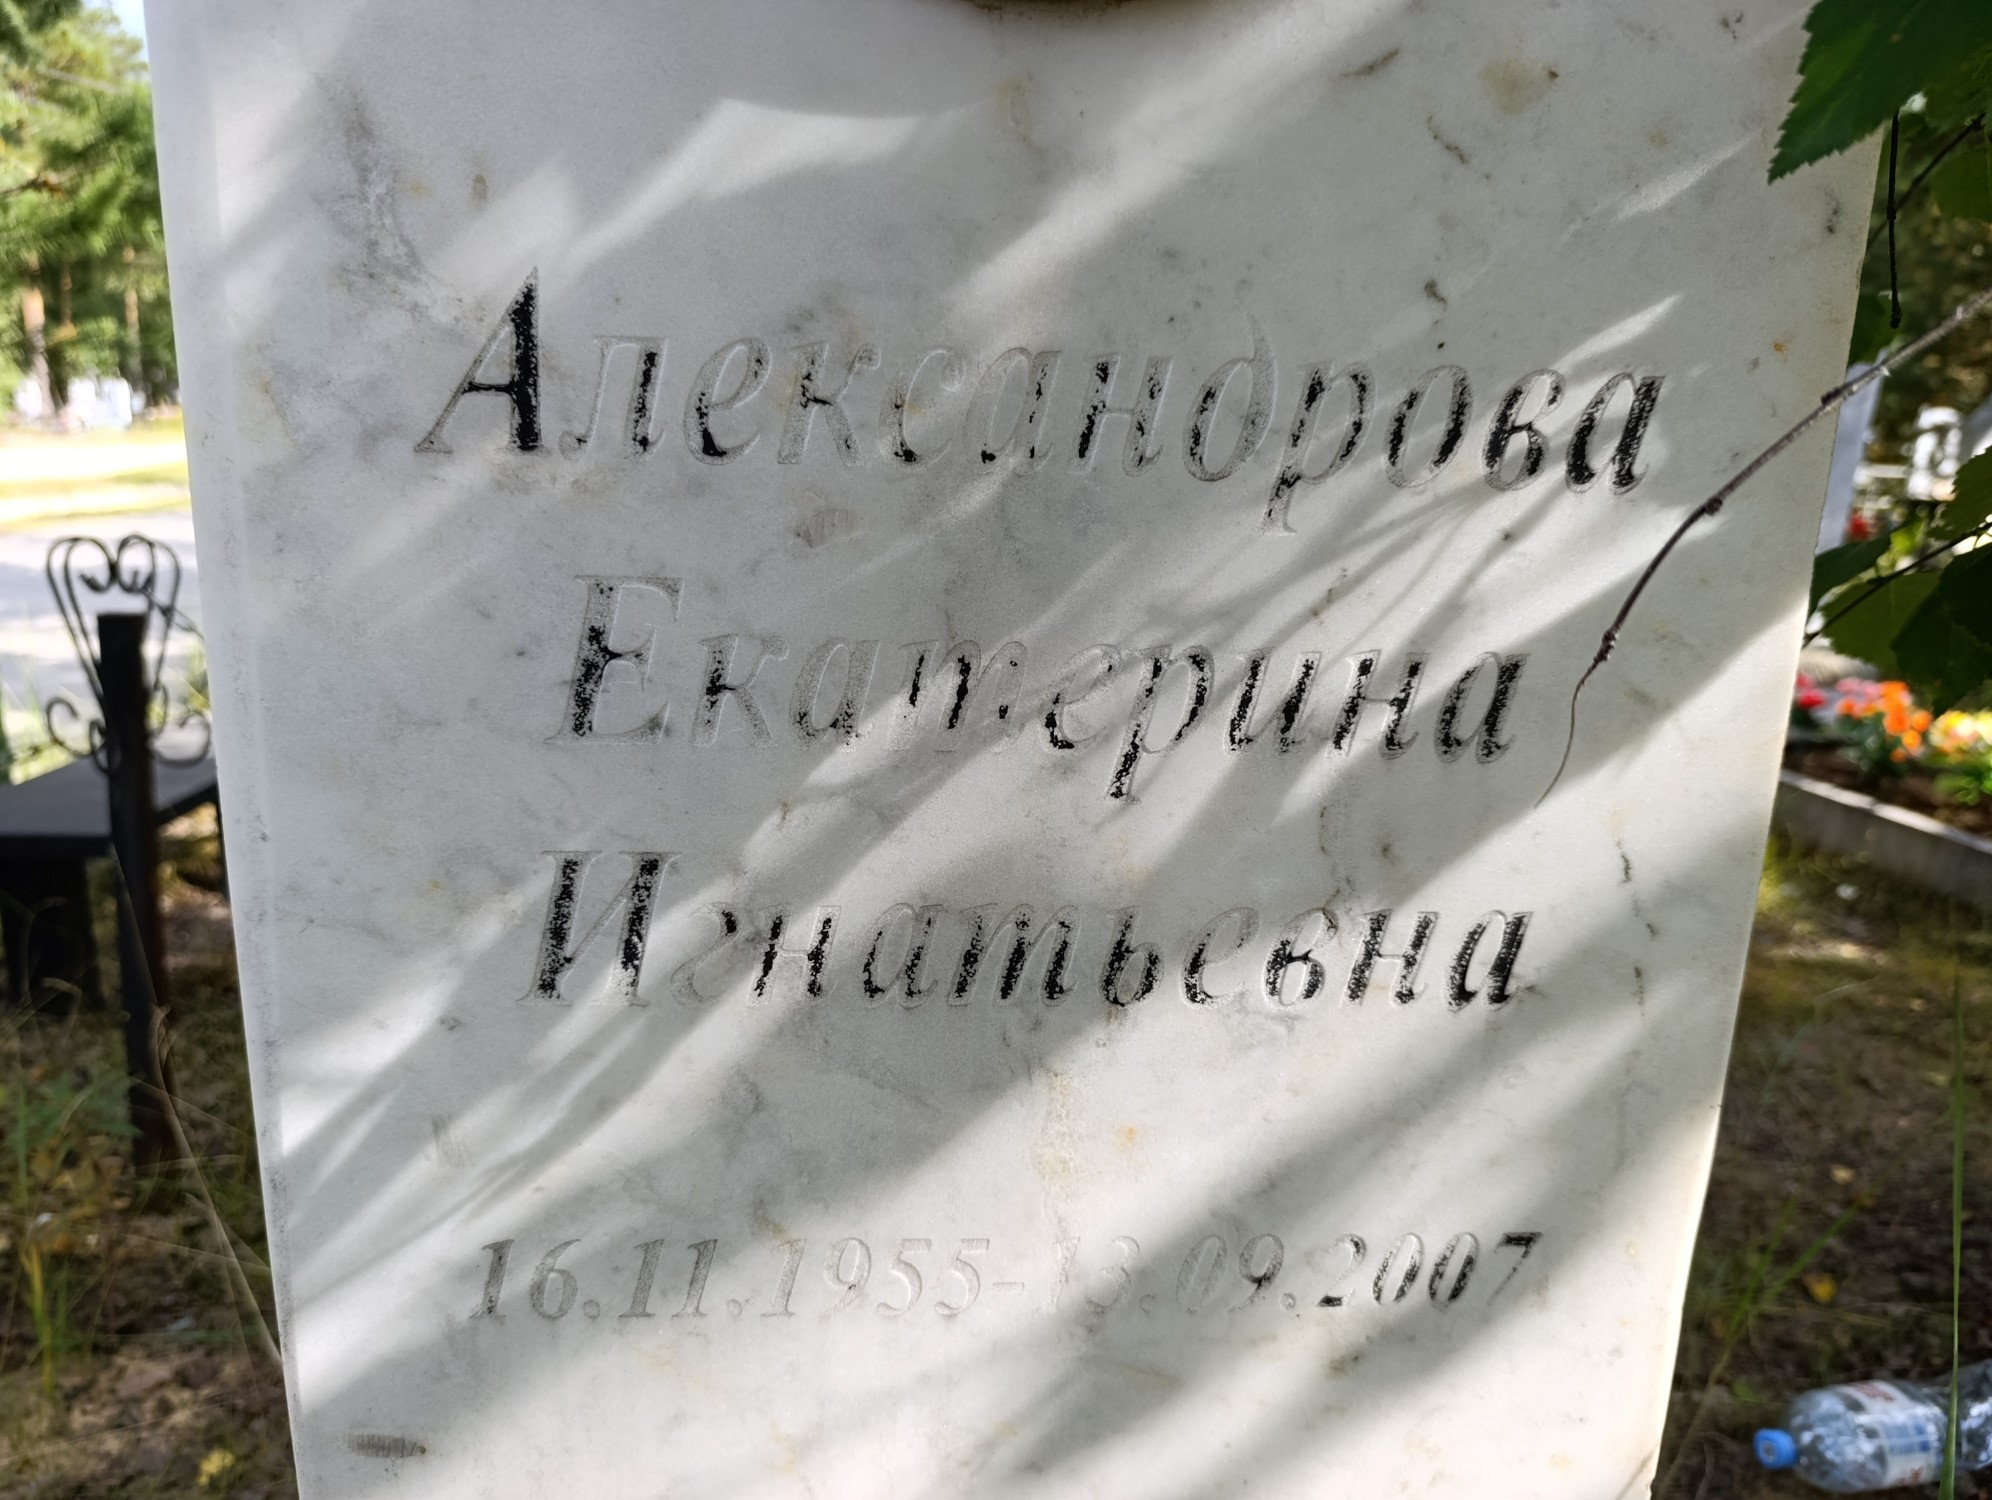 Александрова
Екатерина
Игнатьевна
16.11.1955-13.09.2007